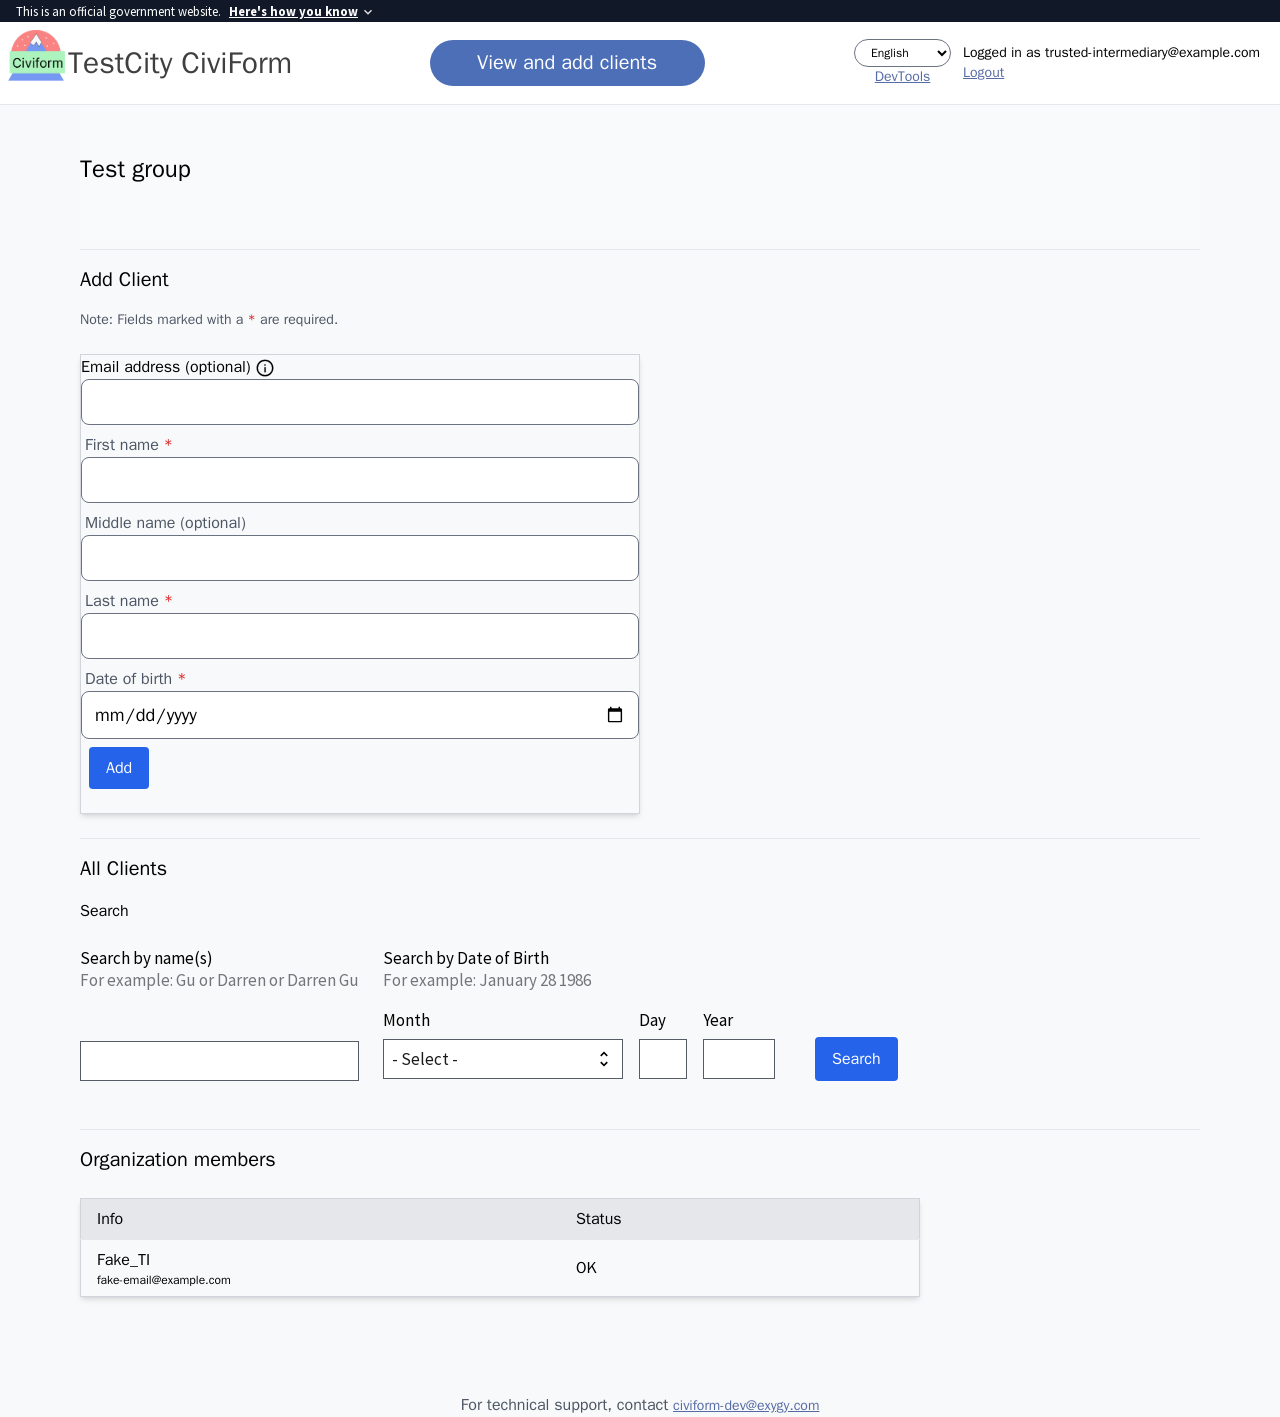 This is an official government website. Here's how you know
Civiform TestCity CiviForm
View and add clients
English
DevTools
Logged in as trusted-intermediary@example.com
Logout
Test group
Add Client
Note: Fields marked with a * are required.
Email address (optional)
First name *
Middle name (optional)
Last name *
Date of birth *
mm/dd/yyyy
Add
All Clients
Search
Search by name(s)
For example: Gu or Darren or Darren Gu
Search by Date of Birth
For example: January 28 1986
Month
Day
Year
- Select -
Search
Organization members
Info Status
Fake_TI
fake-email@example.com
OK
For technical support, contact civiform-dev@exygy.com